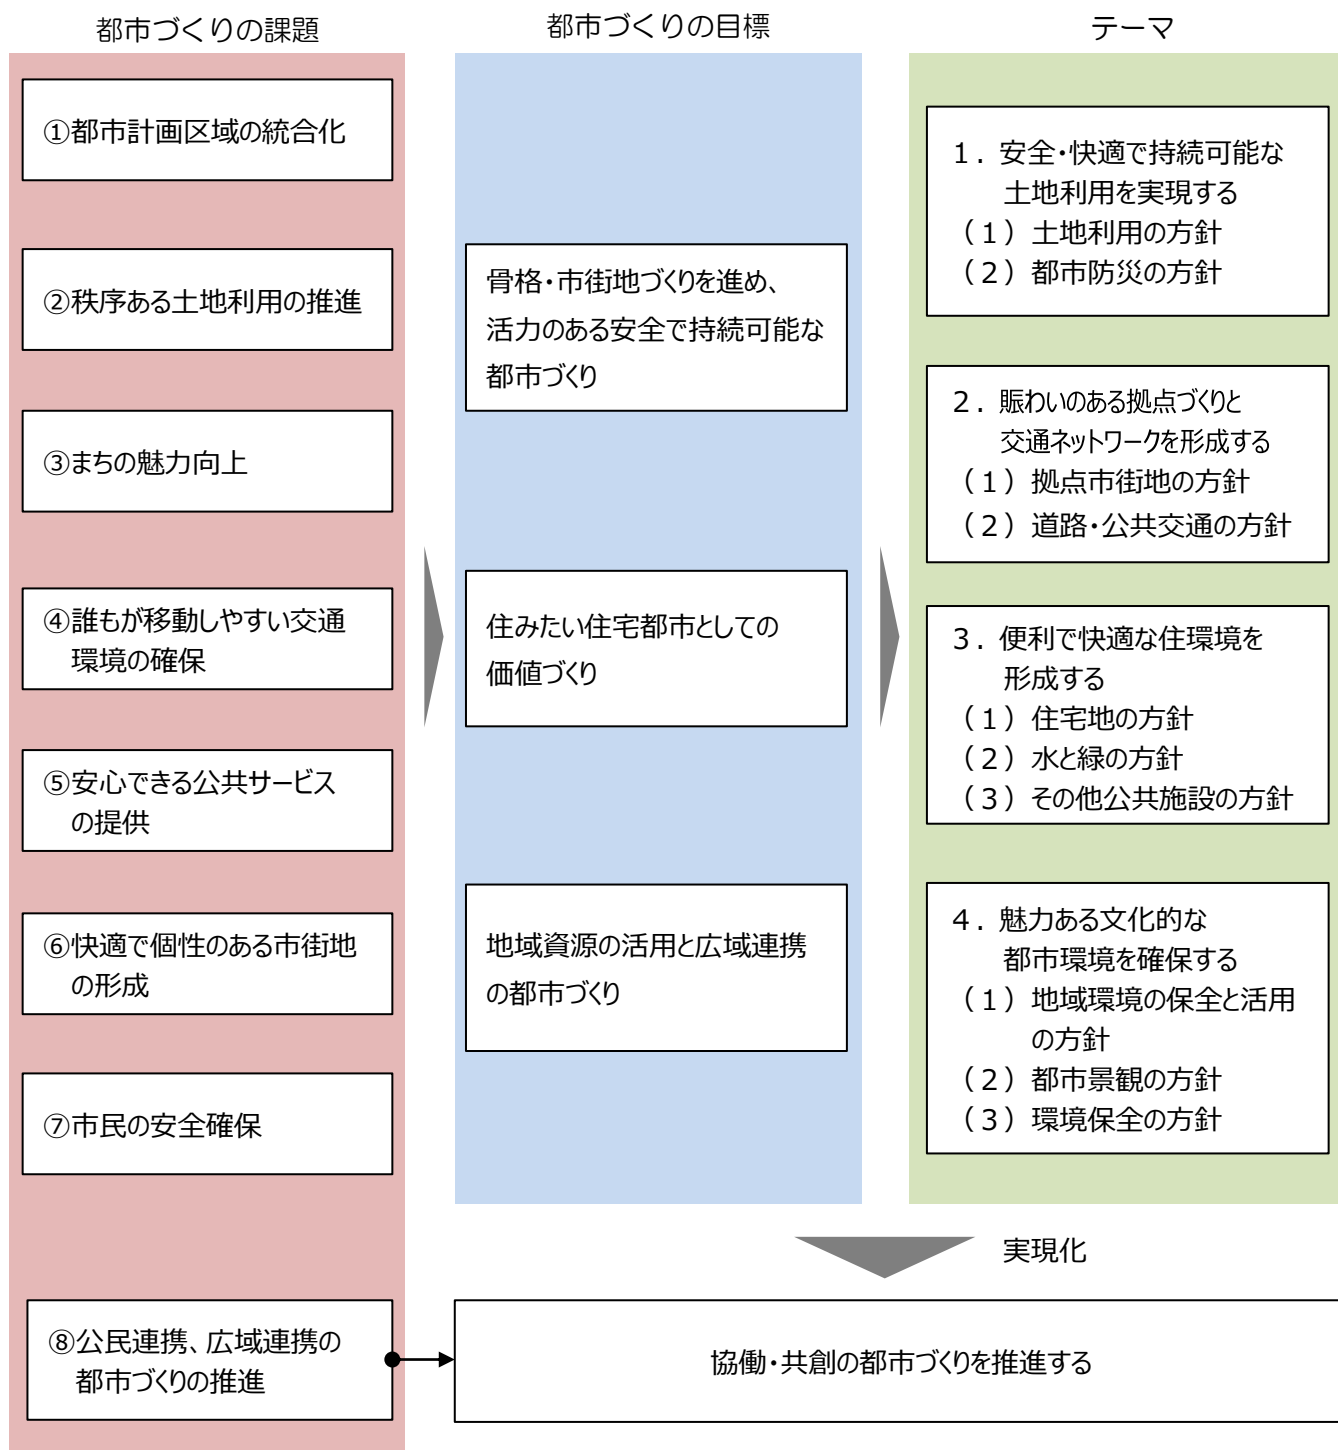 都市づくりの課題
①都市計画区域の統合化
②秩序ある土地利用の推進
③まちの魅力向上
④誰もが移動しやすい交通
環境の確保
⑤安心できる公共サービス
の提供
⑥快適で個性のある市街地
の形成
⑦市民の安全確保
⑧公民連携、広域連携の
都市づくりの推進
都市づくりの目標
骨格・市街地づくりを進め、
活力のある安全で持続可能な
都市づくり
住みたい住宅都市としての
価値づくり
地域資源の活用と広域連携
の都市づくり
テーマ
１．安全・快適で持続可能な
土地利用を実現する
（１）土地利用の方針
（２）都市防災の方針
２．賑わいのある拠点づくりと
交通ネットワークを形成する
（１）拠点市街地の方針
（２）道路・公共交通の方針
３．便利で快適な住環境を
形成する
（１）住宅地の方針
（２）水と緑の方針
（３）その他公共施設の方針
４．魅力ある文化的な
都市環境を確保する
（１）地域環境の保全と活用
の方針
（２）都市景観の方針
（３）環境保全の方針
実現化
協働・共創の都市づくりを推進する